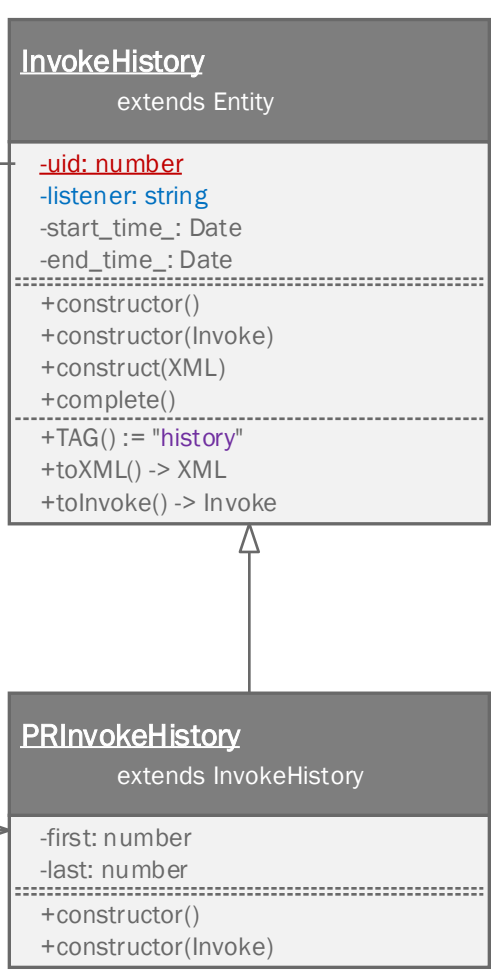 InvokeHistory
extends Entity
-uid: number
-listener: string
-start_time_: Date
-end_time_: Date
+constructor()
+constructor(Invoke)
+construct(XML)
+complete()
+TAG() := "history"
+toXML() -> XML
+toInvoke() -> Invoke
PRInvokeHistory
extends InvokeHistory
-first: number
-last: number
+constructor()
+constructor(Invoke)